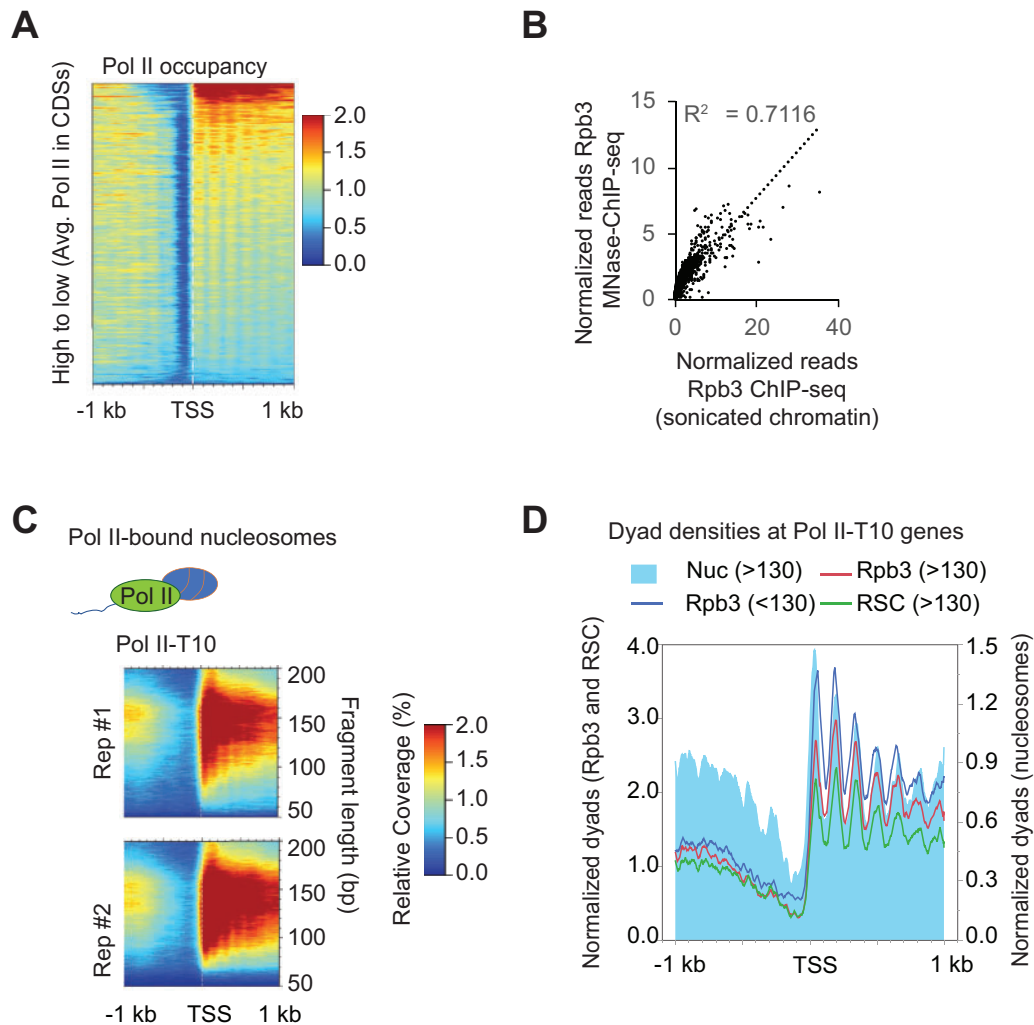 A
Pol II occupancy
High to low (Avg. Pol II in CDSs)
2.0
1.5
1.0
0.5
0.0
-1 kb
TSS
1 kb
B
R² = 0.7116
Normalized reads Rpb3
MNase-ChIP-seq
15
10
5
0
0
20
40
Normalized reads
Rpb3 ChIP-seq
(sonicated chromatin)
C
Pol II-bound nucleosomes
Pol II
Pol II-T10
Rep #1
200
150
100
50
Rep #2
200
150
100
50
Fragment length (bp)
-1 kb
TSS
1 kb
Relative Coverage (%)
2.0
1.5
1.0
0.5
0.0
D
Dyad densities at Pol II-T10 genes
Nuc (>130)
Rpb3 (>130)
Rpb3 (<130)
RSC (>130)
Normalized dyads (Rpb3 and RSC)
4.0
3.0
2.0
1.0
0.0
1.5
1.2
0.9
0.6
0.3
0.0
Normalized dyads (nucleosomes)
-1 kb
TSS
1 kb